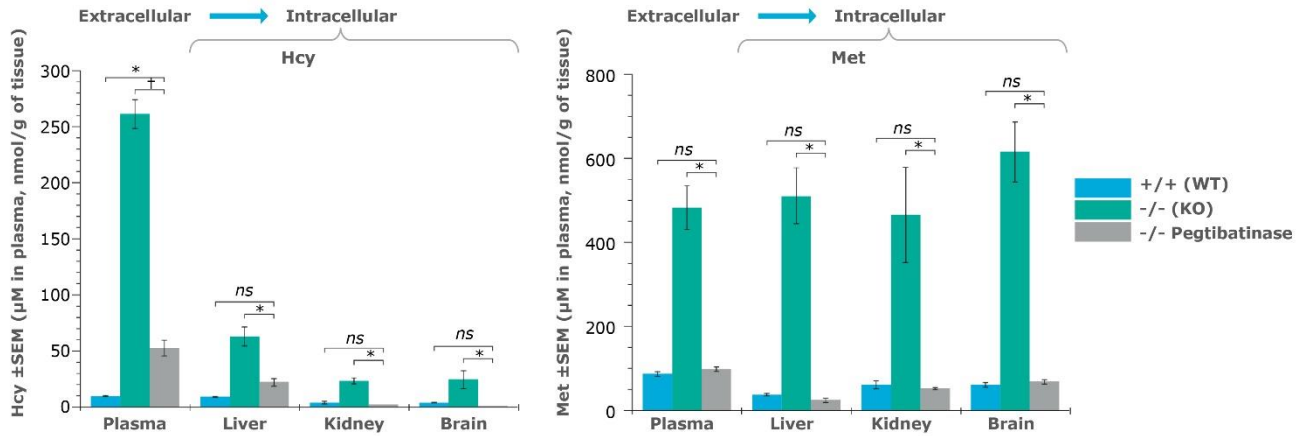 Extracellular → Intracellular
Hcy
Hcy ±SEM (µM in plasma, nmol/g of tissue)
300
250
200
150
100
50
0
*
†
ns
*
ns
*
ns
*
Plasma Liver Kidney Brain
Extracellular → Intracellular
Met
Met ±SEM (µM in plasma, nmol/g of tissue)
800
600
400
200
0
ns
*
ns
*
ns
*
ns
*
Plasma Liver Kidney Brain
+/+ (WT)
-/- (KO)
-/- Pegtibatinase